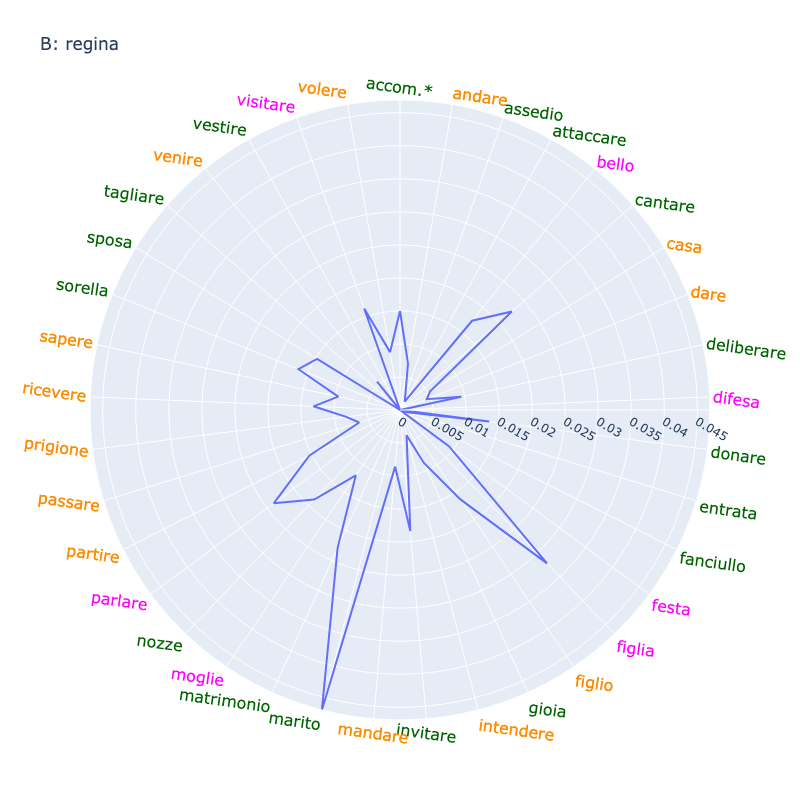 B: regina
accom.*
andare
assedio
attaccare
bello
cantare
casa
dare
deliberare
difesa
donare
entrata
fanciullo
festa
figlia
figlio
gioia
intendere
invitare
mandare
marito
matrimonio
moglie
nozze
parlare
partire
passare
prigione
ricevere
sapere
sorella
sposa
tagliare
venire
vestire
visitare
volere
0
0.005
0.01
0.015
0.02
0.025
0.03
0.035
0.04
0.045